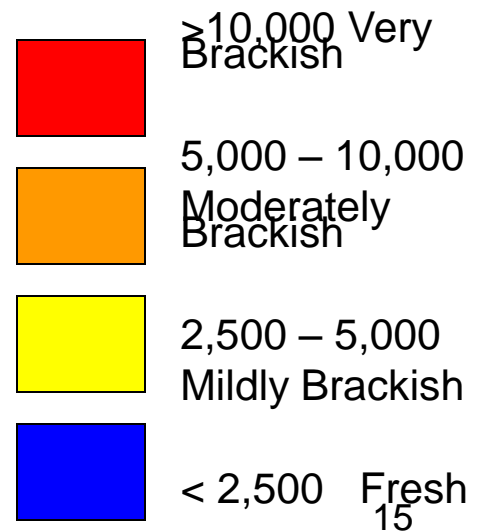 ≥10,000 Very
Brackish
5,000 – 10,000
Moderately
Brackish
2,500 – 5,000
Mildly Brackish
< 2,500 Fresh
15